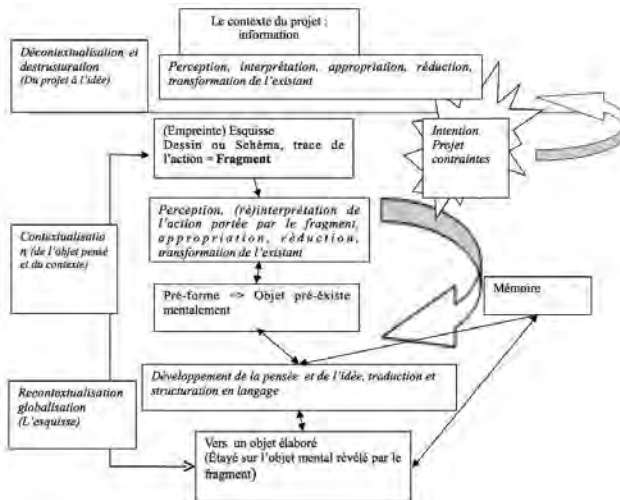 Le contexte du projet :
information
Décontextualisation et
destrusturation
(Du projet à l'idée)
Perception, interprétation, appropriation, réduction,
transformation de l'existant
(Empreinte) Esquisse
Dessin ou Schéma, trace de
l'action = Fragment
Intention
Projet
contraintes
Perception, (ré)interprétation de
l'action portée par le fragment,
appropriation, réduction,
transformation de l'existant
Contextualisatio
n (de l'objet pensé
et du contexte)
Pré-forme => Objet pré-existe
mentalement
Mémoire
Développement de la pensée et de l'idée, traduction et
structuration en langage
Recontextualisation
globalisation
(L'esquisse)
Vers un objet élaboré
(Étayé sur l'objet mental révélé par le
fragment)